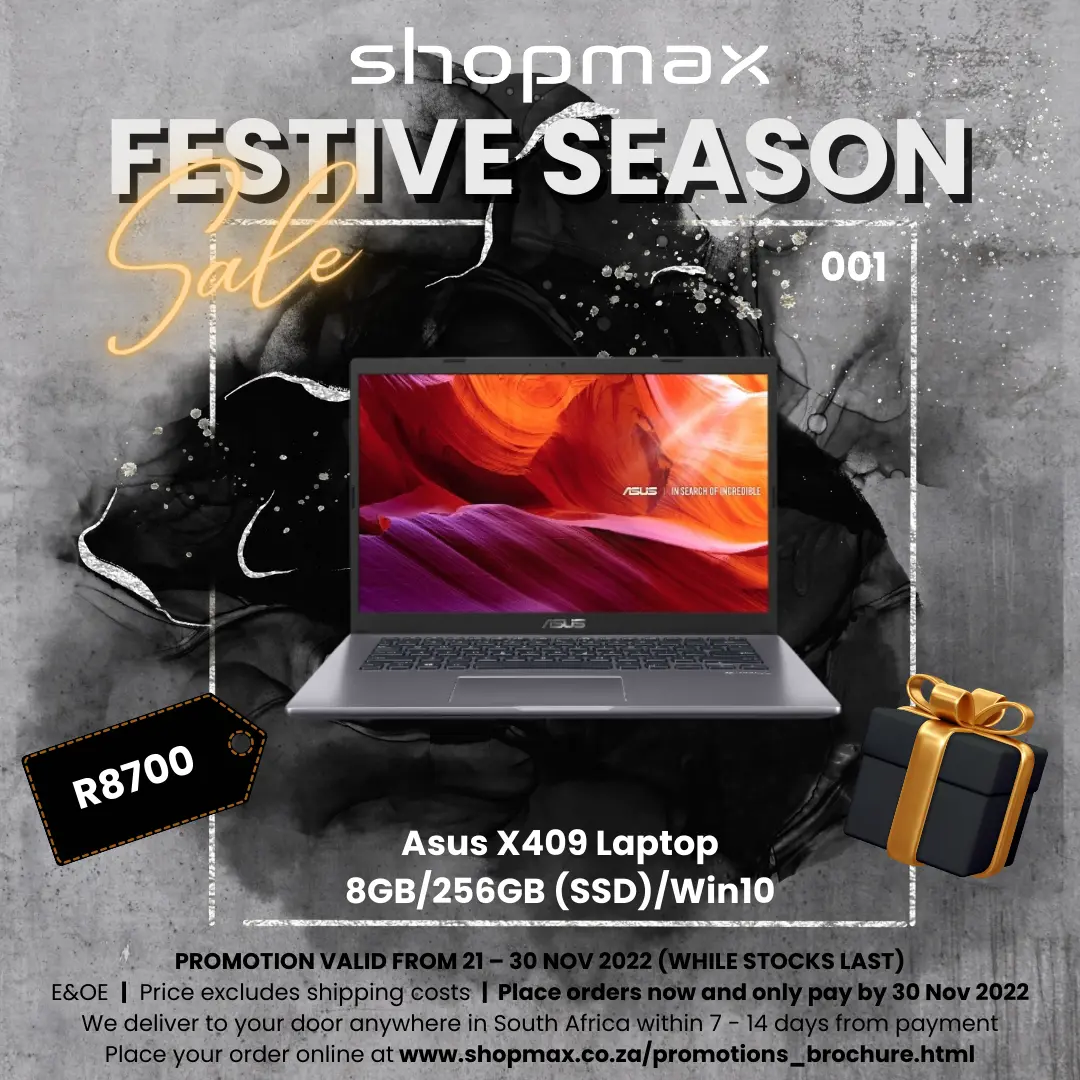 shopmax
FESTIVE SEASON
Sale
001
ASUS | IN SEARCH OF INCREDIBLE
ASUS
R8700
Asus X409 Laptop
8GB/256GB (SSD)/Win10
PROMOTION VALID FROM 21 – 30 NOV 2022 (WHILE STOCKS LAST)
E&OE | Price excludes shipping costs | Place orders now and only pay by 30 Nov 2022
We deliver to your door anywhere in South Africa within 7 - 14 days from payment
Place your order online at www.shopmax.co.za/promotions_brochure.html